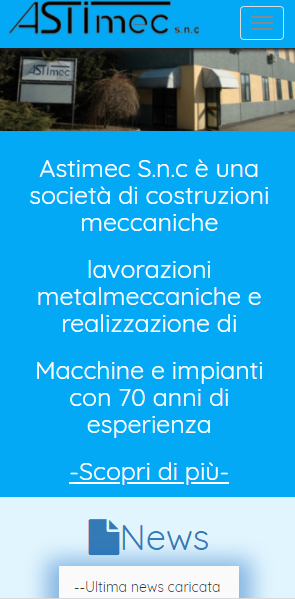 ASTimec s.n.c
ASTimec
Astimec S.n.c è una
società di costruzioni
meccaniche
lavorazioni
metalmeccaniche e
realizzazione di
Macchine e impianti
con 70 anni di
esperienza
-Scopri di più-
News
--Ultima news caricata